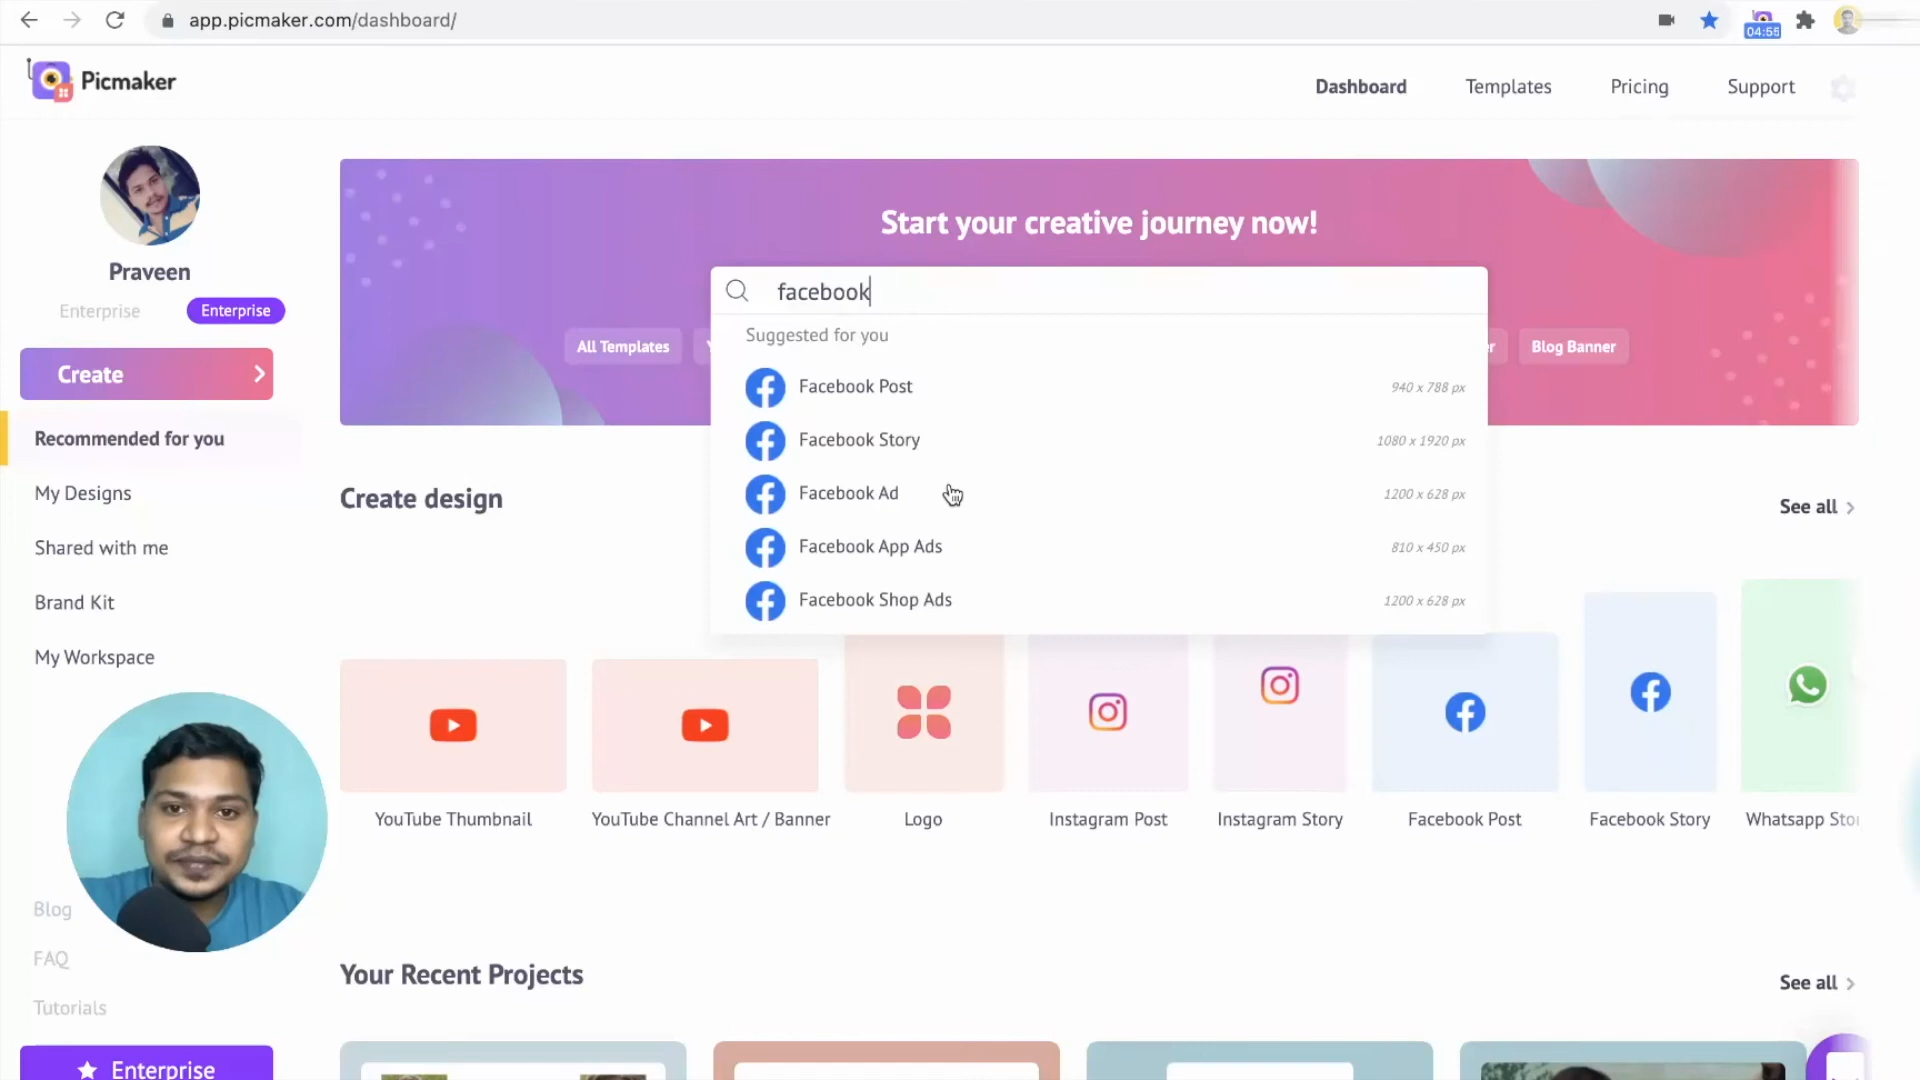 app.picmaker.com/dashboard/
04:55
Picmaker
Dashboard
Templates
Pricing
Support
Praveen
Enterprise
Enterprise
Create
Recommended for you
My Designs
Shared with me
Brand Kit
My Workspace
Blog
FAQ
Tutorials
Enterprise
Start your creative journey now!
facebook
Suggested for you
All Templates
Blog Banner
Facebook Post 940 x 788 px
Facebook Story 1080 x 1920 px
Facebook Ad 1200 x 628 px
Facebook App Ads 810 x 450 px
Facebook Shop Ads 1200 x 628 px
Create design
See all
YouTube Thumbnail
YouTube Channel Art / Banner
Logo
Instagram Post
Instagram Story
Facebook Post
Facebook Story
Whatsapp
Your Recent Projects
See all